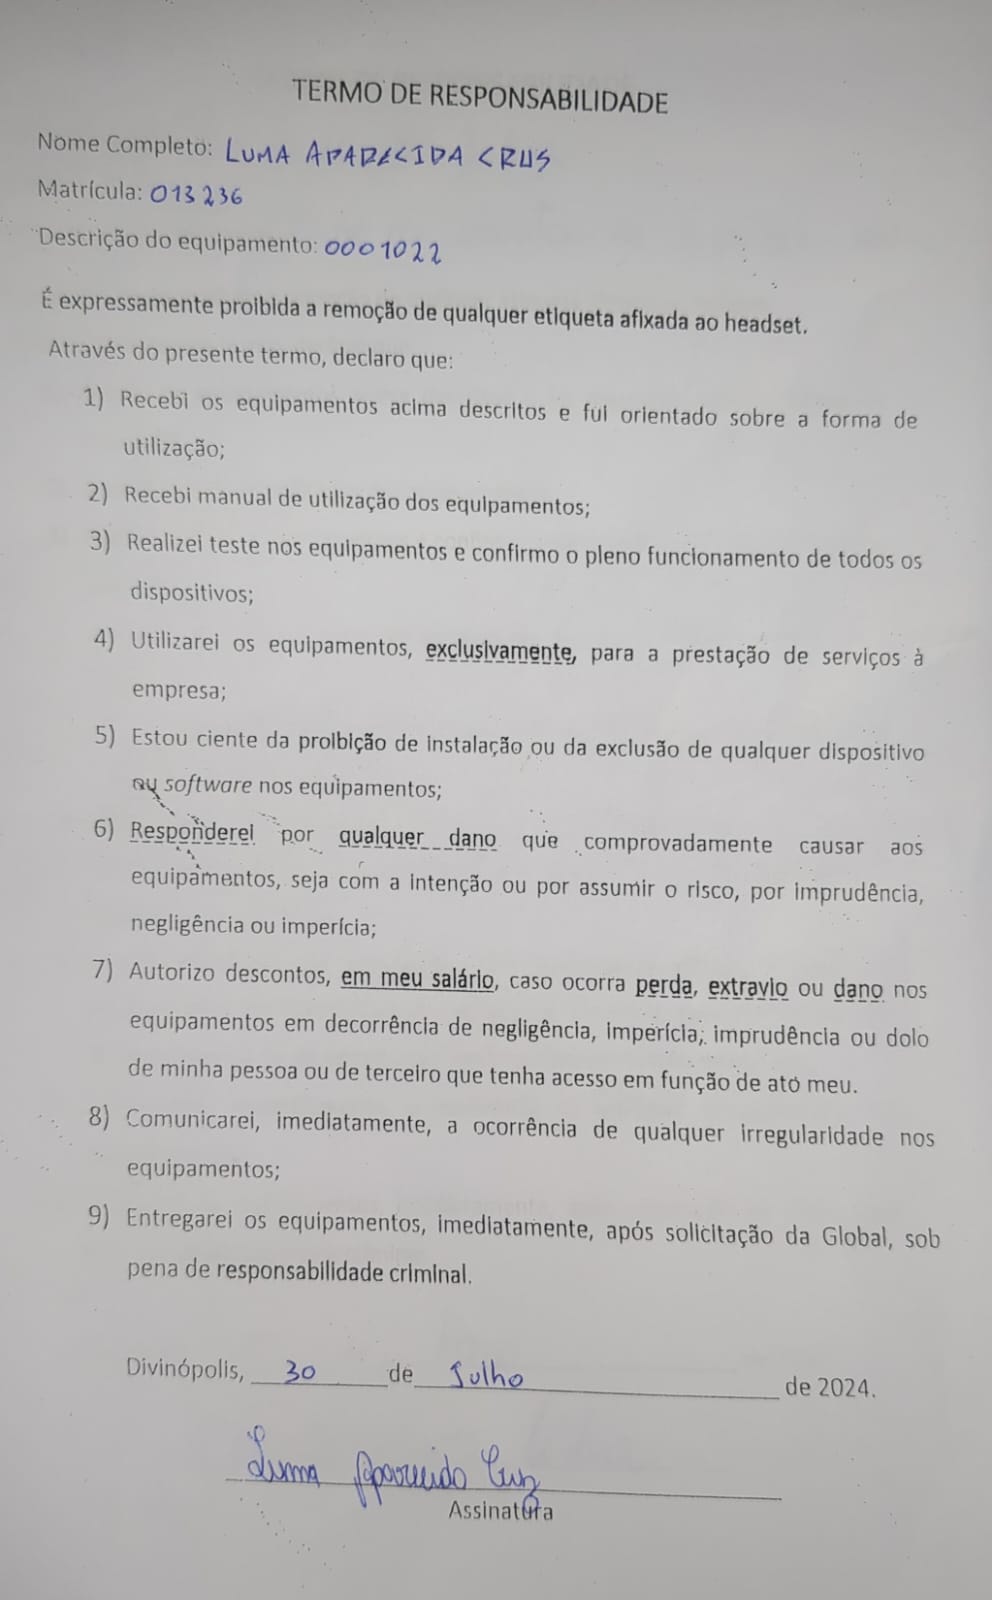 TERMO DE RESPONSABILIDADE
Nome Completo: LUMA APARECIDA CRUS
Matrícula: 013236
Descrição do equipamento: 0001022
É expressamente proibida a remoção de qualquer etiqueta afixada ao headset.
Através do presente termo, declaro que:
1) Recebi os equipamentos acima descritos e fui orientado sobre a forma de
utilização;
2) Recebi manual de utilização dos equipamentos;
3) Realizei teste nos equipamentos e confirmo o pleno funcionamento de todos os
dispositivos;
4) Utilizarei os equipamentos, exclusivamente, para a prestação de serviços à
empresa;
5) Estou ciente da proibição de instalação ou da exclusão de qualquer dispositivo
ou software nos equipamentos;
6) Responderei por qualquer dano que comprovadamente causar aos
equipamentos, seja com a intenção ou por assumir o risco, por imprudência,
negligência ou imperícia;
7) Autorizo descontos, em meu salário, caso ocorra perda, extravio ou dano nos
equipamentos em decorrência de negligência, imperícia, imprudência ou dolo
de minha pessoa ou de terceiro que tenha acesso em função de ato meu.
8) Comunicarei, imediatamente, a ocorrência de qualquer irregularidade nos
equipamentos;
9) Entregarei os equipamentos, imediatamente, após solicitação da Global, sob
pena de responsabilidade criminal.
Divinópolis, 30 de Julho de 2024.
Luma Aparecida Cruz
Assinatura